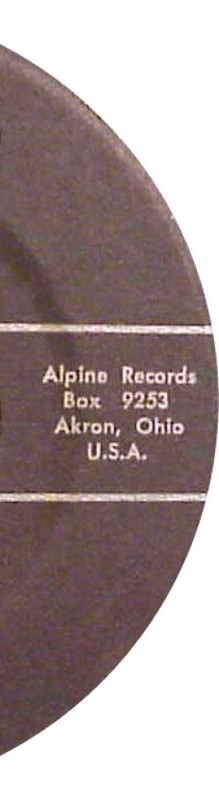 Alpine Records
Box 9253
Akron, Ohio
U.S.A.